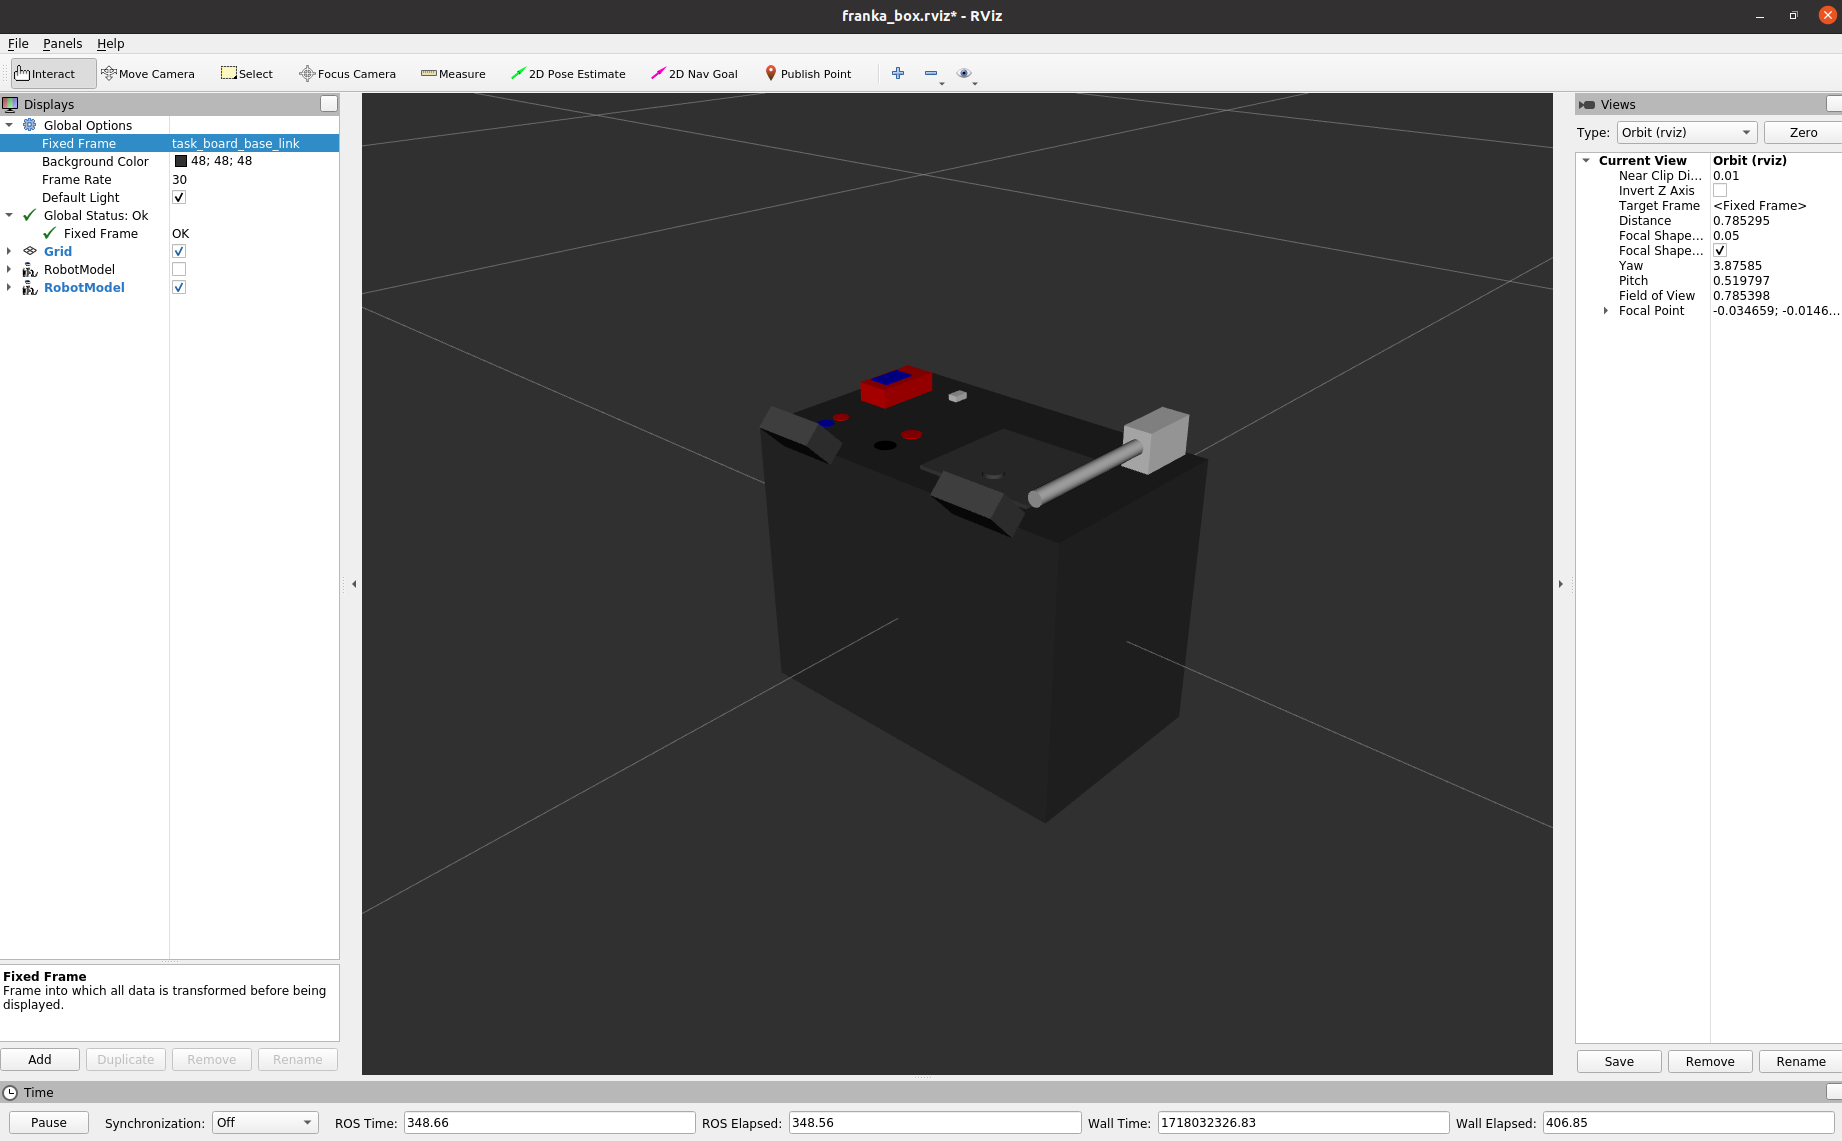 franka_box.rviz* - RViz
File Panels Help
Interact Move Camera Select Focus Camera Measure 2D Pose Estimate 2D Nav Goal Publish Point
Displays
Global Options
Fixed Frame task_board_base_link
Background Color 48; 48; 48
Frame Rate 30
Default Light
Global Status: Ok
Fixed Frame OK
Grid
RobotModel
RobotModel
Fixed Frame
Frame into which all data is transformed before being
displayed.
Add Duplicate Remove Rename
Views
Type: Orbit (rviz) Zero
Current View Orbit (rviz)
Near Clip Di... 0.01
Invert Z Axis
Target Frame <Fixed Frame>
Distance 0.785295
Focal Shape... 0.05
Focal Shape...
Yaw 3.87585
Pitch 0.519797
Field of View 0.785398
Focal Point -0.034659; -0.0146...
Save Remove Rename
Time
Pause Synchronization: Off ROS Time: 348.66 ROS Elapsed: 348.56 Wall Time: 1718032326.83 Wall Elapsed: 406.85